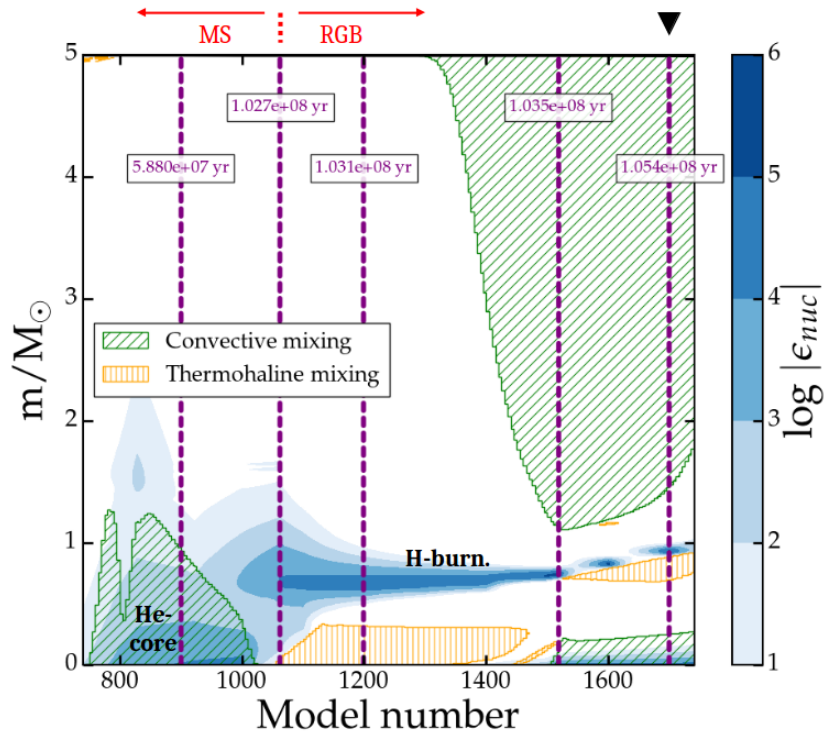 MS
RGB
5
4
3
2
1
0
m/M☉
1.027e+08 yr
1.035e+08 yr
5.880e+07 yr
1.031e+08 yr
1.054e+08 yr
Convective mixing
Thermohaline mixing
H-burn.
He-
core
800
1000
1200
1400
1600
Model number
6
5
4
3
2
1
log |ϵnuc|